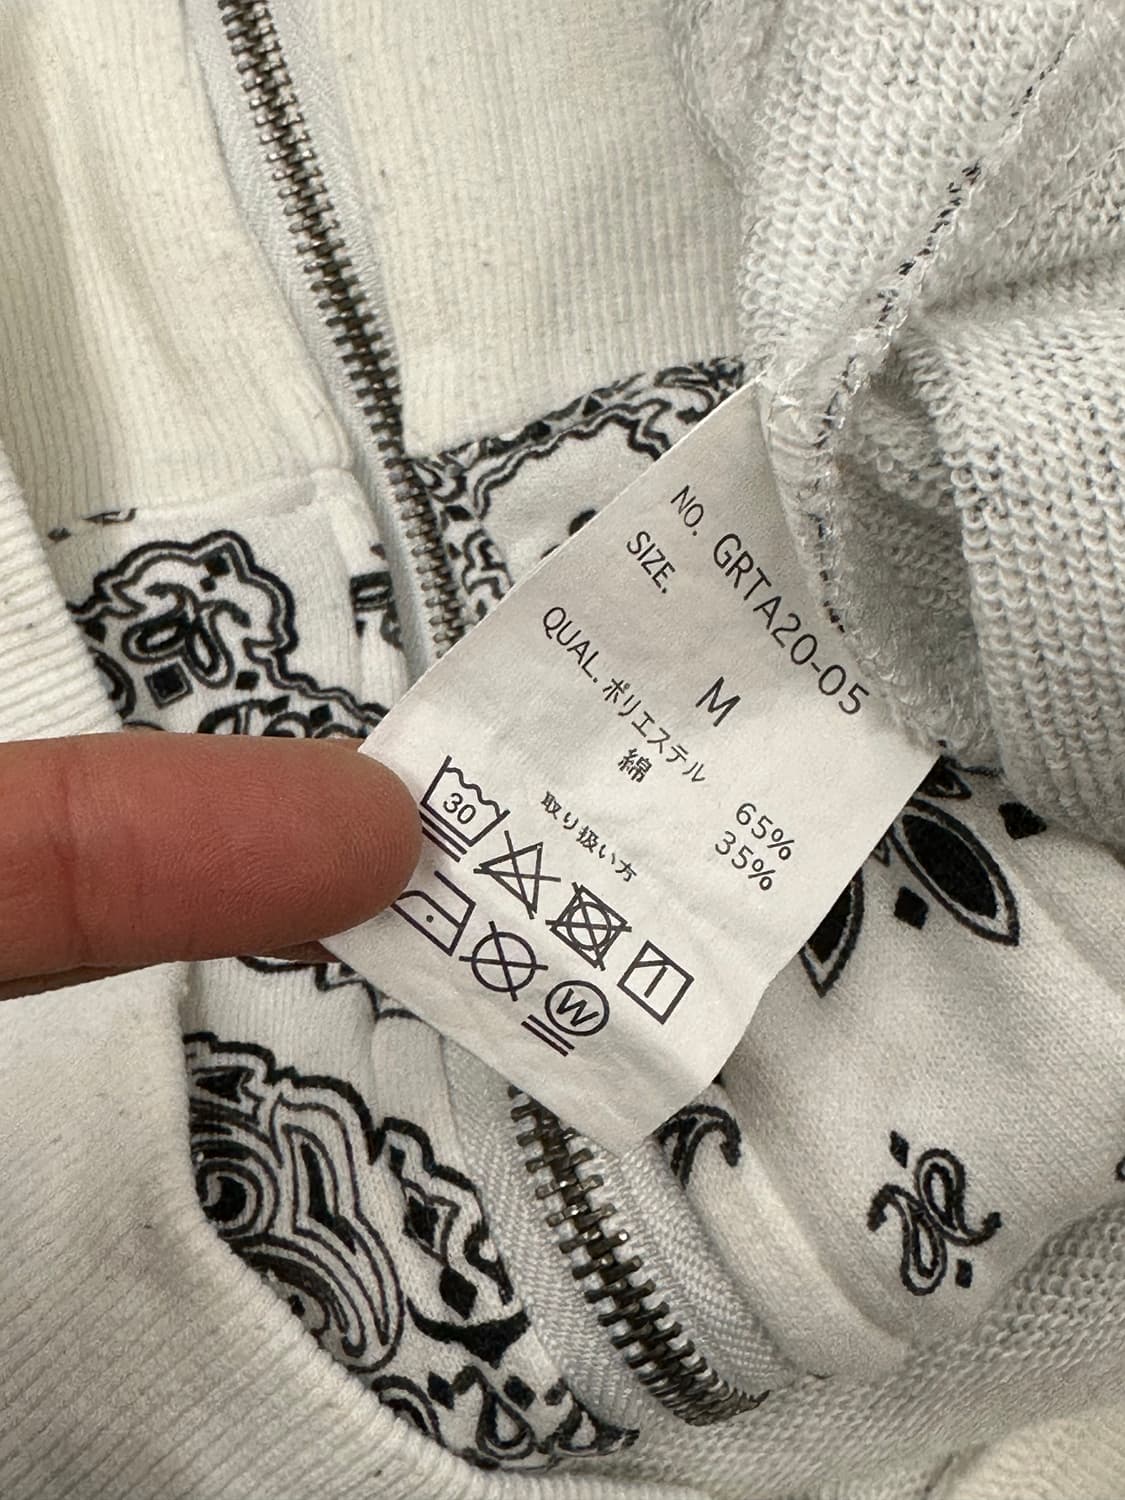 NO. GRTA20-05
SIZE. M
QUAL. ポリエステル 65%
綿 35%
取り扱い方
30
W